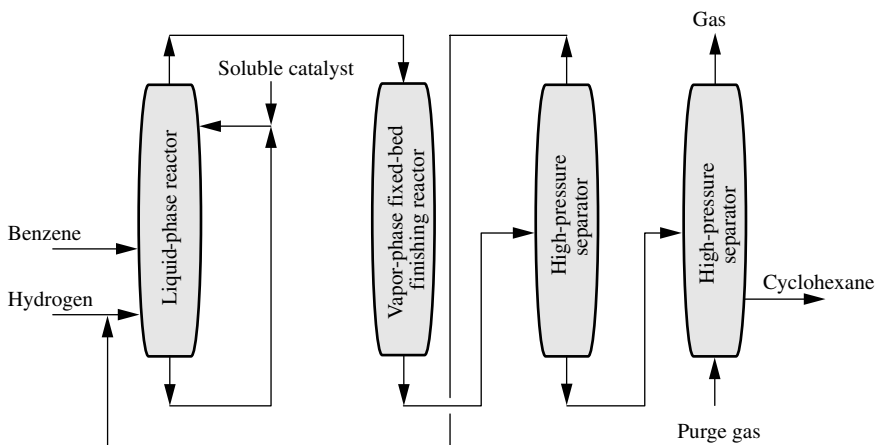 Gas
Soluble catalyst
Liquid-phase reactor
Vapor-phase fixed-bed
finishing reactor
High-pressure
separator
High-pressure
separator
Benzene
Hydrogen
Cyclohexane
Purge gas